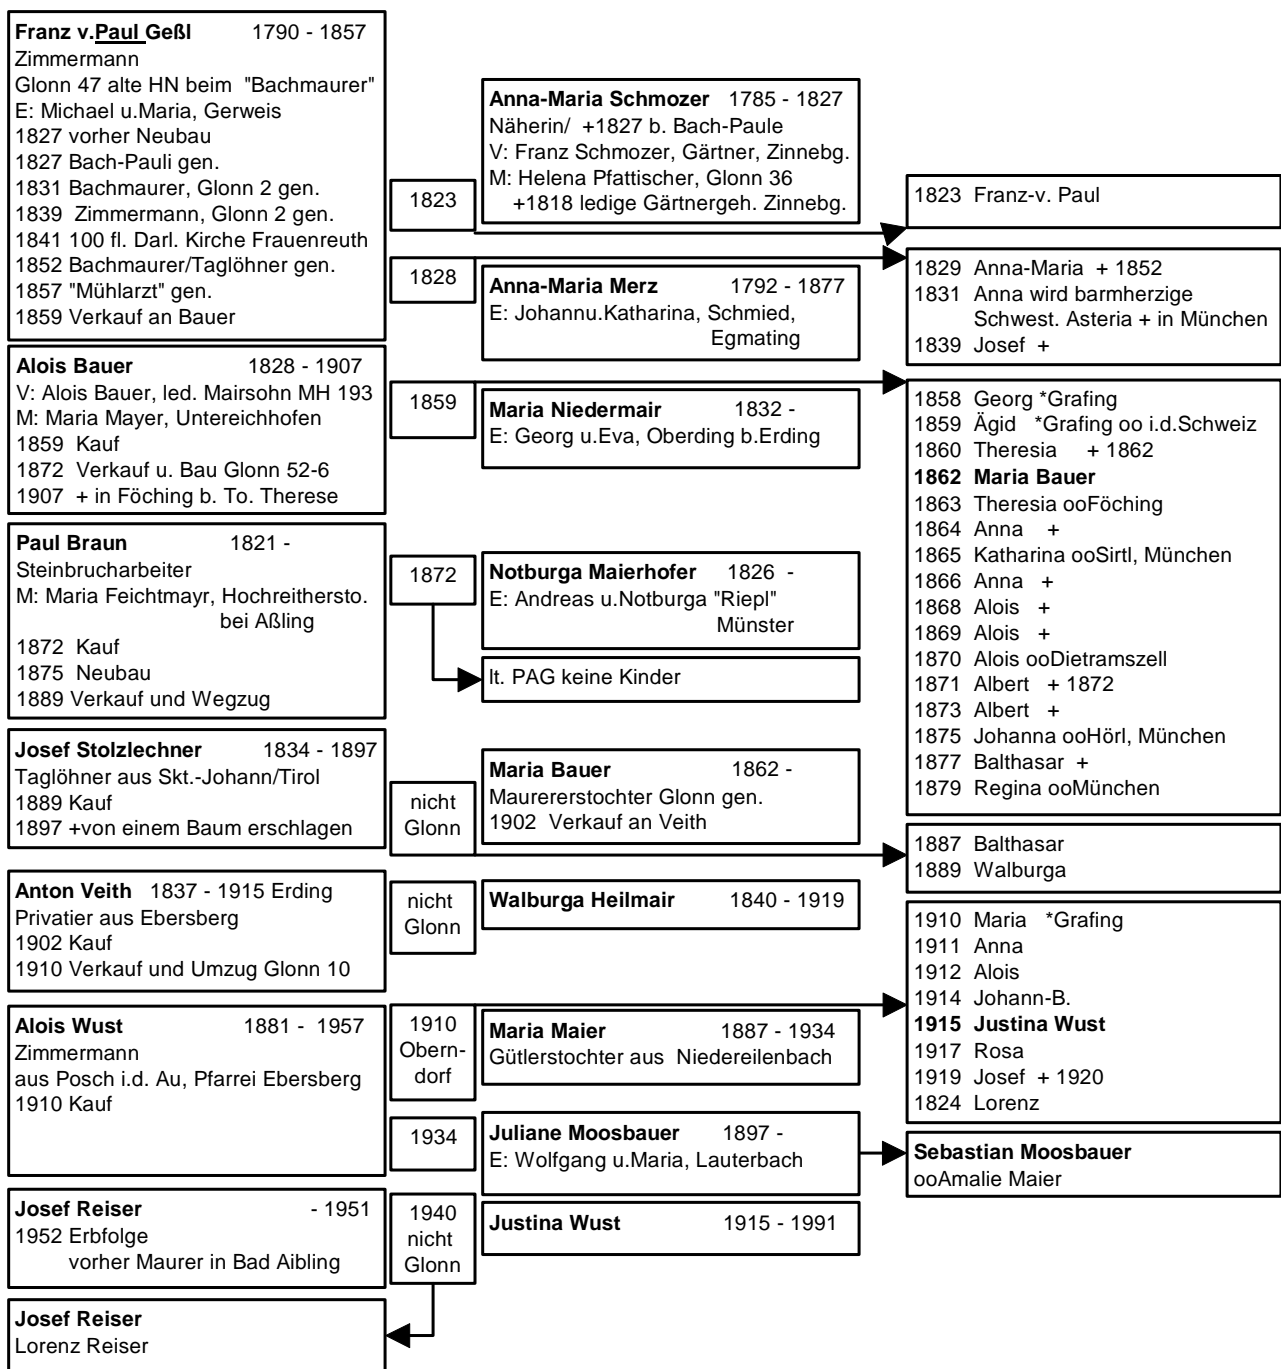 Franz v.Paul Geßl 1790 - 1857
Zimmermann
Glonn 47 alte HN beim "Bachmaurer"
E: Michael u.Maria, Gerweis
1827 vorher Neubau
1827 Bach-Pauli gen.
1831 Bachmaurer, Glonn 2 gen.
1839 Zimmermann, Glonn 2 gen.
1841 100 fl. Darl. Kirche Frauenreuth
1852 Bachmaurer/Taglöhner gen.
1857 "Mühlarzt" gen.
1859 Verkauf an Bauer
1823
Anna-Maria Schmozer 1785 - 1827
Näherin/ +1827 b. Bach-Paule
V: Franz Schmozer, Gärtner, Zinnebg.
M: Helena Pfattischer, Glonn 36
+1818 ledige Gärtnergeh. Zinnebg.
1823 Franz-v. Paul
1828
Anna-Maria Merz 1792 - 1877
E: Johannu.Katharina, Schmied,
Egmating
1829 Anna-Maria + 1852
1831 Anna wird barmherzige
Schwest. Asteria + in München
1839 Josef +
Alois Bauer 1828 - 1907
V: Alois Bauer, led. Mairsohn MH 193
M: Maria Mayer, Untereichhofen
1859 Kauf
1872 Verkauf u. Bau Glonn 52-6
1907 + in Föching b. To. Therese
1859
Maria Niedermair 1832 -
E: Georg u.Eva, Oberding b.Erding
1858 Georg *Grafing
1859 Ägid *Grafing oo i.d.Schweiz
1860 Theresia + 1862
1862 Maria Bauer
1863 Theresia ooFöching
1864 Anna +
1865 Katharina ooSirtl, München
1866 Anna +
1868 Alois +
1869 Alois +
1870 Alois ooDietramszell
1871 Albert + 1872
1873 Albert +
1875 Johanna ooHörl, München
1877 Balthasar +
1879 Regina ooMünchen
Paul Braun 1821 -
Steinbrucharbeiter
M: Maria Feichtmayr, Hochreithersto.
bei Aßling
1872 Kauf
1875 Neubau
1889 Verkauf und Wegzug
1872
Notburga Maierhofer 1826 -
E: Andreas u.Notburga "Riepl"
Münster
lt. PAG keine Kinder
Josef Stolzlechner 1834 - 1897
Taglöhner aus Skt.-Johann/Tirol
1889 Kauf
1897 +von einem Baum erschlagen
nicht
Glonn
Maria Bauer 1862 -
Maurererstochter Glonn gen.
1902 Verkauf an Veith
1887 Balthasar
1889 Walburga
Anton Veith 1837 - 1915 Erding
Privatier aus Ebersberg
1902 Kauf
1910 Verkauf und Umzug Glonn 10
nicht
Glonn
Walburga Heilmair 1840 - 1919
Alois Wust 1881 - 1957
Zimmermann
aus Posch i.d. Au, Pfarrei Ebersberg
1910 Kauf
1910
Obern-
dorf
Maria Maier 1887 - 1934
Gütlerstochter aus Niedereilenbach
1910 Maria *Grafing
1911 Anna
1912 Alois
1914 Johann-B.
1915 Justina Wust
1917 Rosa
1919 Josef + 1920
1824 Lorenz
1934
Juliane Moosbauer 1897 -
E: Wolfgang u.Maria, Lauterbach
Sebastian Moosbauer
ooAmalie Maier
Josef Reiser - 1951
1952 Erbfolge
vorher Maurer in Bad Aibling
1940
nicht
Glonn
Justina Wust 1915 - 1991
Josef Reiser
Lorenz Reiser